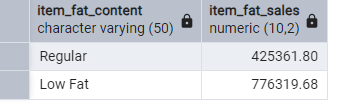 item_fat_content item_fat_sales
character varying (50) numeric (10,2)
Regular 425361.80
Low Fat 776319.68